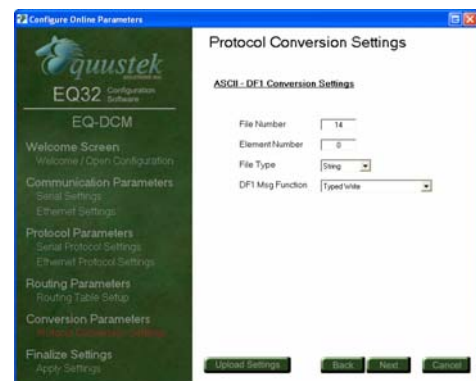 Configure Online Parameters
Equustek
SOLUTIONS INC.
EQ32 Configuration Software
EQ-DCM
Welcome Screen
Welcome / Open Configuration
Communication Parameters
Serial Settings
Ethernet Settings
Protocol Parameters
Serial Protocol Settings
Ethernet Protocol Settings
Routing Parameters
Routing Table Setup
Conversion Parameters
Protocol Conversion Settings
Finalize Settings
Apply Settings
Protocol Conversion Settings
ASCII - DF1 Conversion Settings
File Number 14
Element Number 0
File Type String
DF1 Msg Function Typed Write
Upload Settings Back Next Cancel